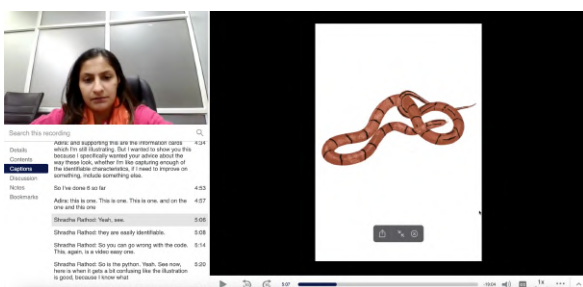 Search this recording
Details
Contents
Captions
Discussion
Notes
Bookmarks
Adira: and supporting this are the information cards 4:34
which I'm still illustrating. But I wanted to show you this
because I specifically wanted your advice about the
way these look, whether I'm like capturing enough of
the identifiable characteristics, if I need to improve on
something, include something else.
So I've done 6 so far 4:53
Adira: this is one. This is one. This is one, and on the 4:57
one and this one
Shradha Rathod: Yeah, see. 5:06
Shradha Rathod: they are easily identifiable. 5:08
Shradha Rathod: So you can go wrong with the code. 5:14
This, again, is a video easy one.
Shradha Rathod: So is the python. Yeah. See now, 5:20
here is when it gets a bit confusing like the illustration
is good, because I know what
5:07
1x